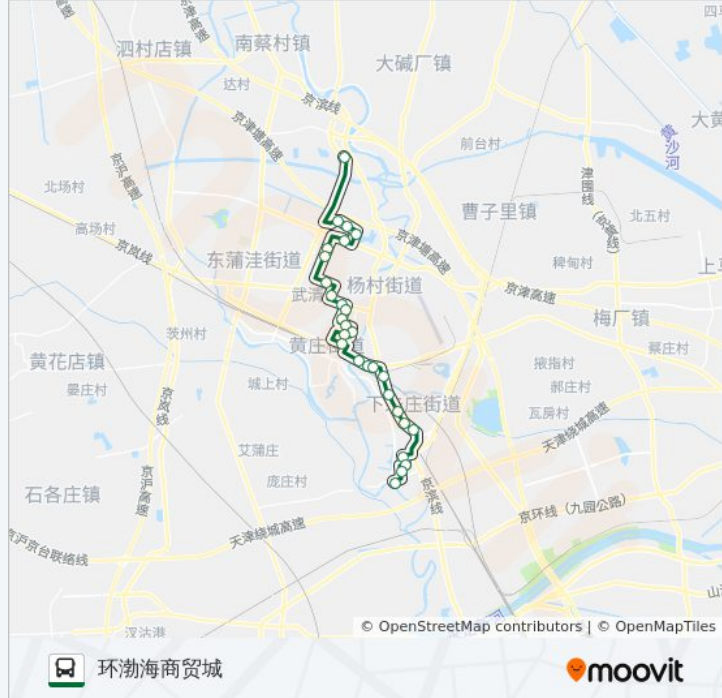 四
泗村店镇
南蔡村镇
大碱厂镇
达村
京滨线
京津塘高速
大黄
黄沙河
前台村
京沪高速
北场村
津围线（
曹子里镇
北五村
高场村
京岚线
东蒲洼街道
京津塘高速
稗甸村
上马
武清
杨村街道
京津高速
梅厂镇
茨州村
黄庄街道
蔡庄村
黄花店镇
掖指村
晏庄村
城上村
郝庄村
京岚线
下朱庄街道
瓦房村
天津绕城高速
艾蒲庄
京沪高速
庞庄村
石各庄镇
京滨线
京环线（九园公路）
天津绕城高速
京沪京台联络线
汊沽港
© OpenStreetMap contributors | © OpenMapTiles
环渤海商贸城
moovit